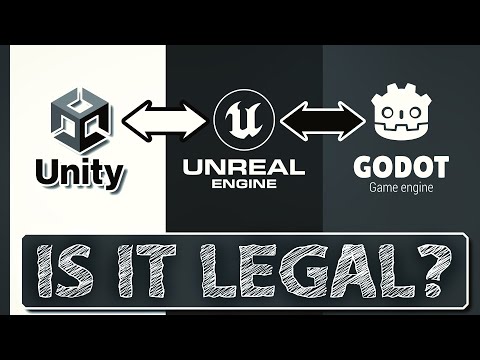 Unity
UNREAL
ENGINE
GODOT
Game engine
IS IT LEGAL?